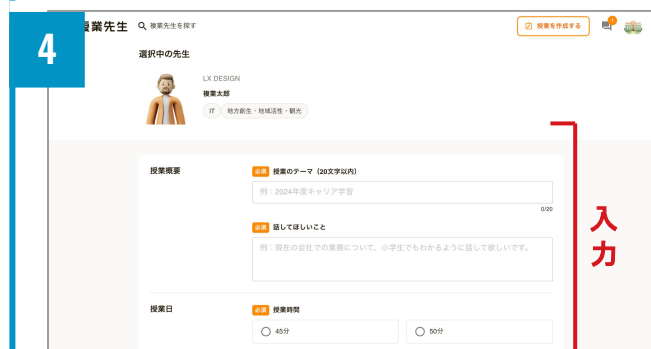 4
複業先生
複業先生を探す
授業を作成する
選択中の先生
LX DESIGN
複業太郎
IT 地方創生・地域活性・観光
授業概要
必須 授業のテーマ（20文字以内）
例：2024年度キャリア学習
0/20
必須 話してほしいこと
例：現在の会社での業務について、小学生でもわかるように話して欲しいです。
授業日
必須 授業時間
45分 50分
入力